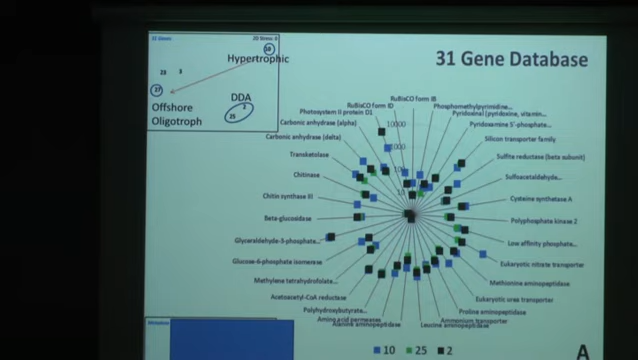 2D Stress: 0
31 Gene Database
10
Hypertrophic
23 3
27
Offshore
Oligotroph
DDA
2
25
RuBisCO form IB
RuBisCO form ID
Photosystem II protein D1
Carbonic anhydrase (alpha)
Carbonic anhydrase (delta)
Transketolase
Chitinase
Chitin synthase III
Beta-glucosidase
Glyceraldehyde-3-phosphate...
Glucose-6-phosphate isomerase
Methylene tetrahydrofolate...
Acetoacetyl-CoA reductase
Polyhydroxybutyrate...
Amino acid permeases
Alanine aminopeptidase
Leucine aminopeptidase
Ammonium transporter
Proline aminopeptidase
Eukaryotic urea transporter
Methionine aminopeptidase
Eukaryotic nitrate transporter
Low affinity phosphate...
Polyphosphate kinase 2
Cysteine synthetase A
Sulfoacetaldehyde...
Sulfite reductase (beta subunit)
Silicon transporter family
Pyridoxamine 5'-phosphate...
Pyridoxal (pyridoxine, vitamin...
Phosphomethylpyrimidine...
10000
1000
10
10 25 2
A